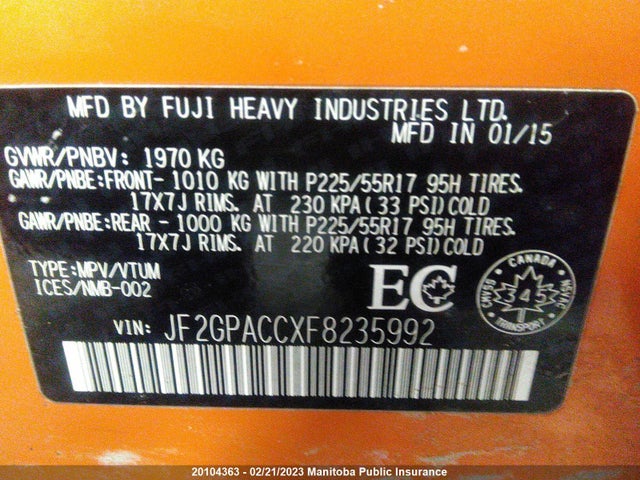 MFD BY FUJI HEAVY INDUSTRIES LTD.
MFD IN 01/15
GVWR/PNBV: 1970 KG
GAWR/PNBE:FRONT- 1010 KG WITH P225/55R17 95H TIRES.
17X7J RIMS. AT 230 KPA(33 PSI)COLD
GAWR/PNBE:REAR - 1000 KG WITH P225/55R17 95H TIRES.
17X7J RIMS. AT 220 KPA(32 PSI)COLD
TYPE:MPV/VTUM
ICES/NMB-002
EC
CANADA
345
TRANSPORT
NSVAC
NSVAC
VIN: JF2GPACCXF8235992
20104363 - 02/21/2023 Manitoba Public Insurance